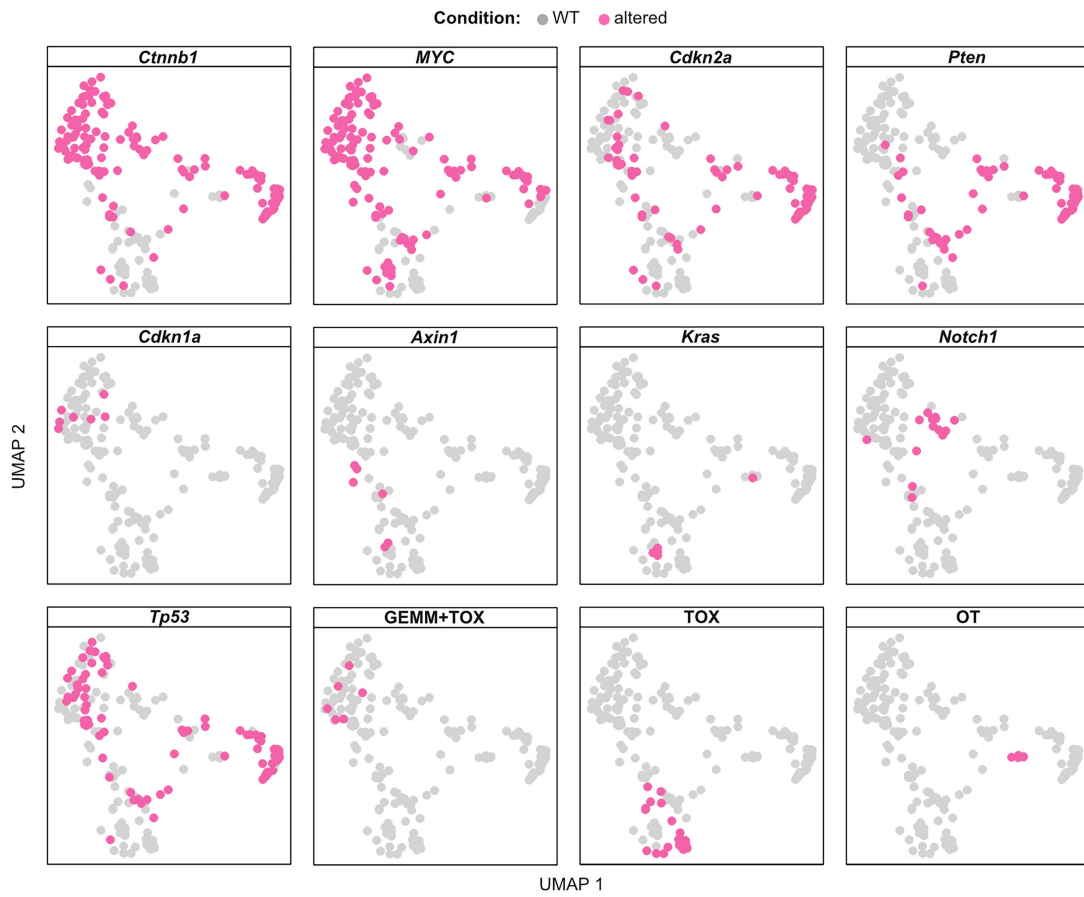 Condition: WT altered
Ctnnb1 MYC Cdkn2a Pten
Cdkn1a Axin1 Kras Notch1
UMAP 2
Tp53 GEMM+TOX TOX OT
UMAP 1